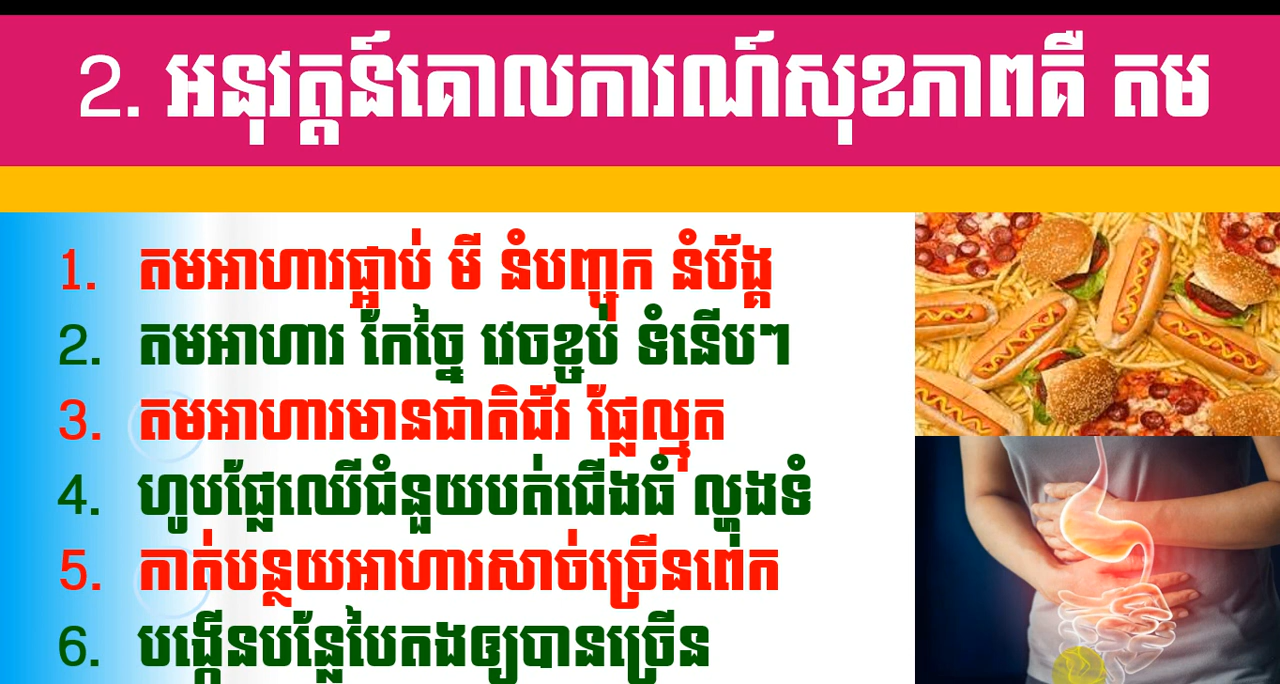 2. អនុវត្តន៍គោលការណ៍សុខភាពគឺ តម
1. តមអាហារផ្អាប់ មី នំបញ្ចុក នំប័ង្គ
2. តមអាហារ កែច្នៃ វេចខ្ចប់ ទំនើបៗ
3. តមអាហារមានជាតិជ័រ ផ្លែល្មុត
4. ហូបផ្លែឈើជំនួយបត់ជើងធំ ល្ហុងទុំ
5. កាត់បន្ថយអាហារសាច់ច្រើនពេក
6. បង្កើនបន្លែបៃតងឲ្យបានច្រើន